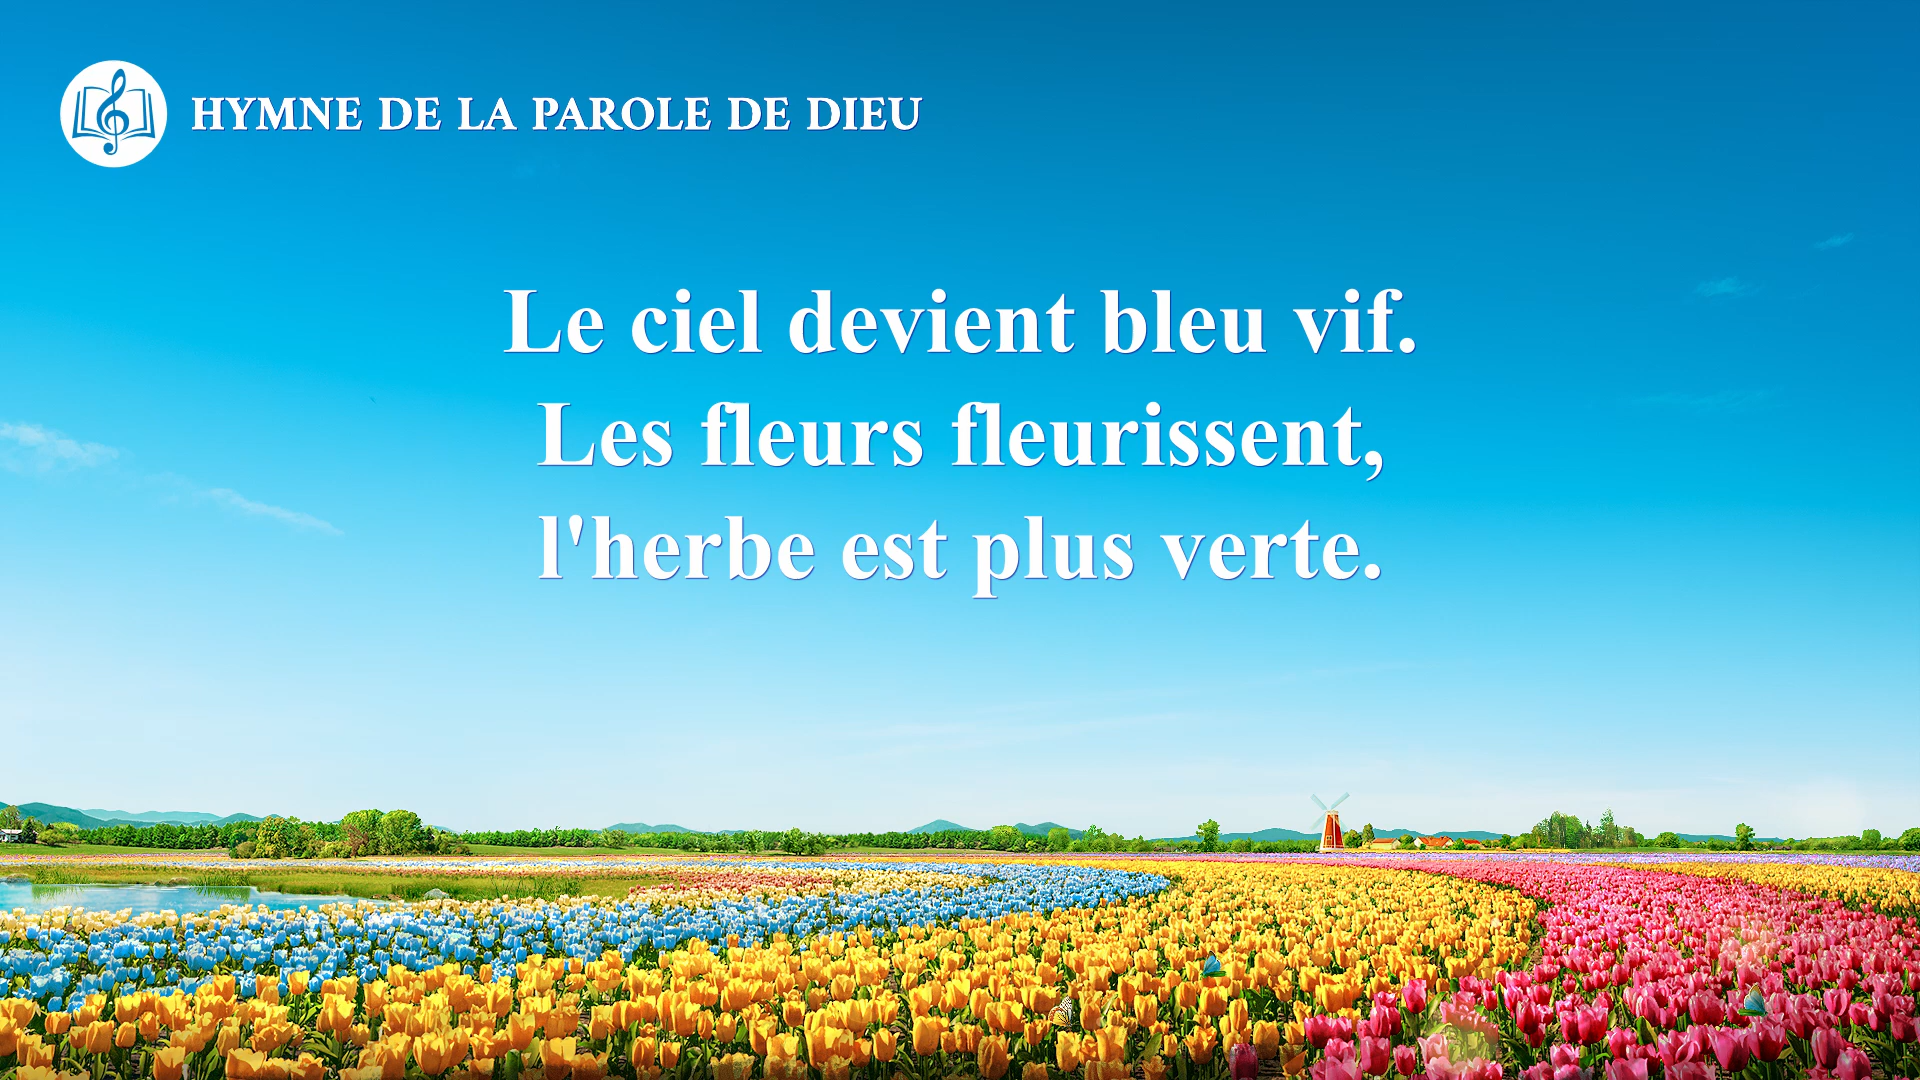 HYMNE DE LA PAROLE DE DIEU
Le ciel devient bleu vif.
Les fleurs fleurissent,
l'herbe est plus verte.